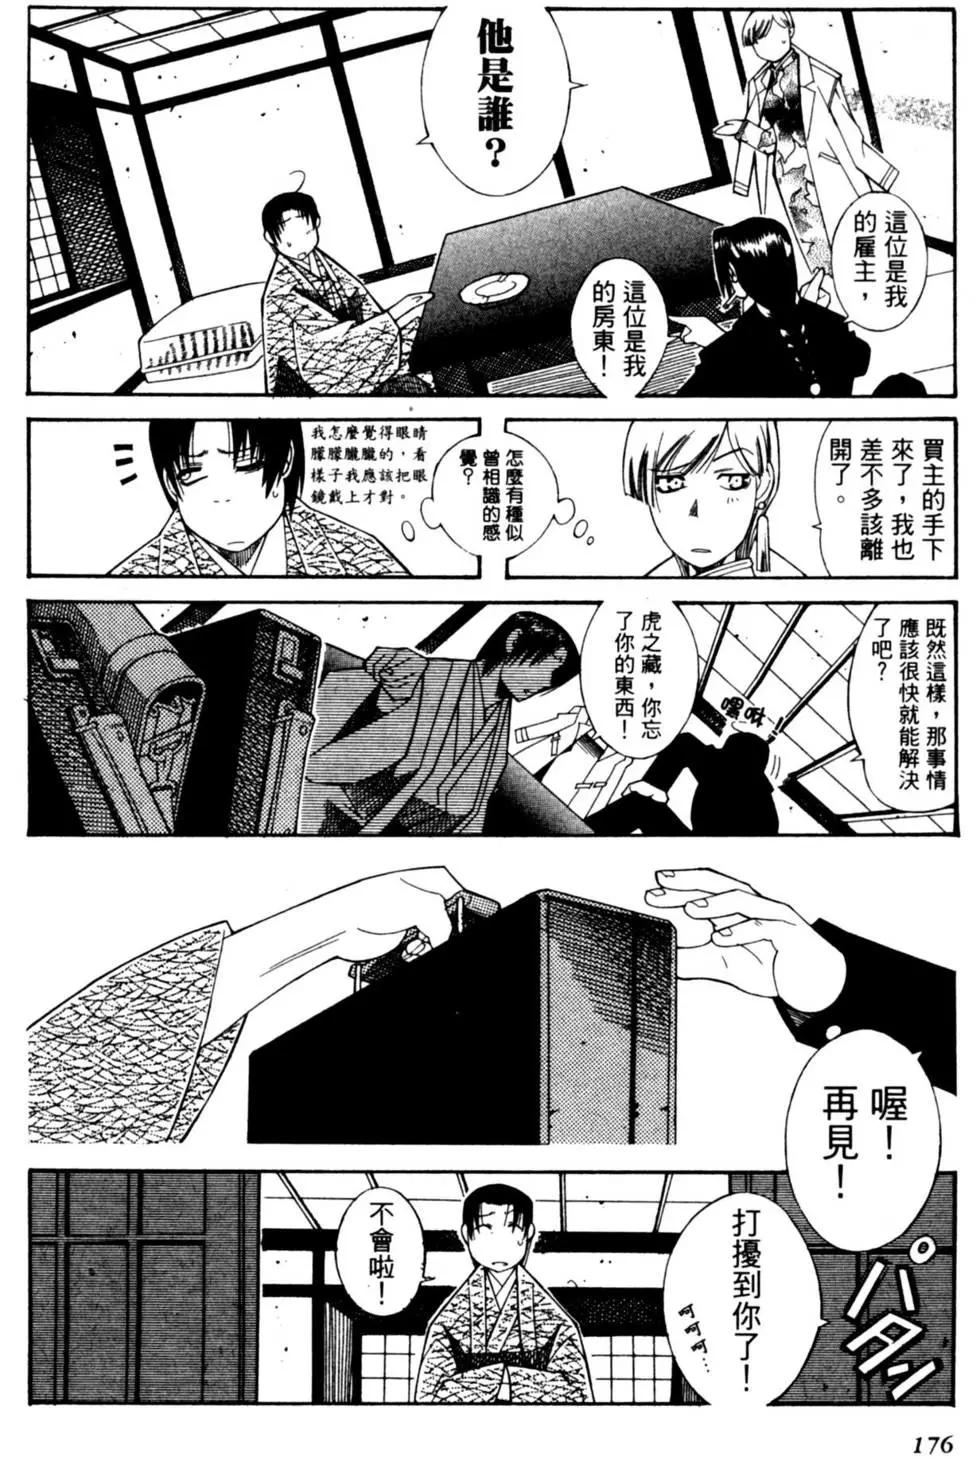 他是誰？
這位是我
的雇主，
這位是我
的房東！
買主的手下
來了，我也
差不多該離
開了。
怎麼有種似
曾相識的感
覺？
我怎麼覺得眼睛
朦朦朧朧的，看
樣子我應該把眼
鏡戴上才對。
既然這樣，那事情
應該很快就能解決
了吧？
嘿咻！
虎之藏，你忘
了你的東西！
喔！
再見！
パタン
打擾到你了！
呵呵呵…
不會啦！
176